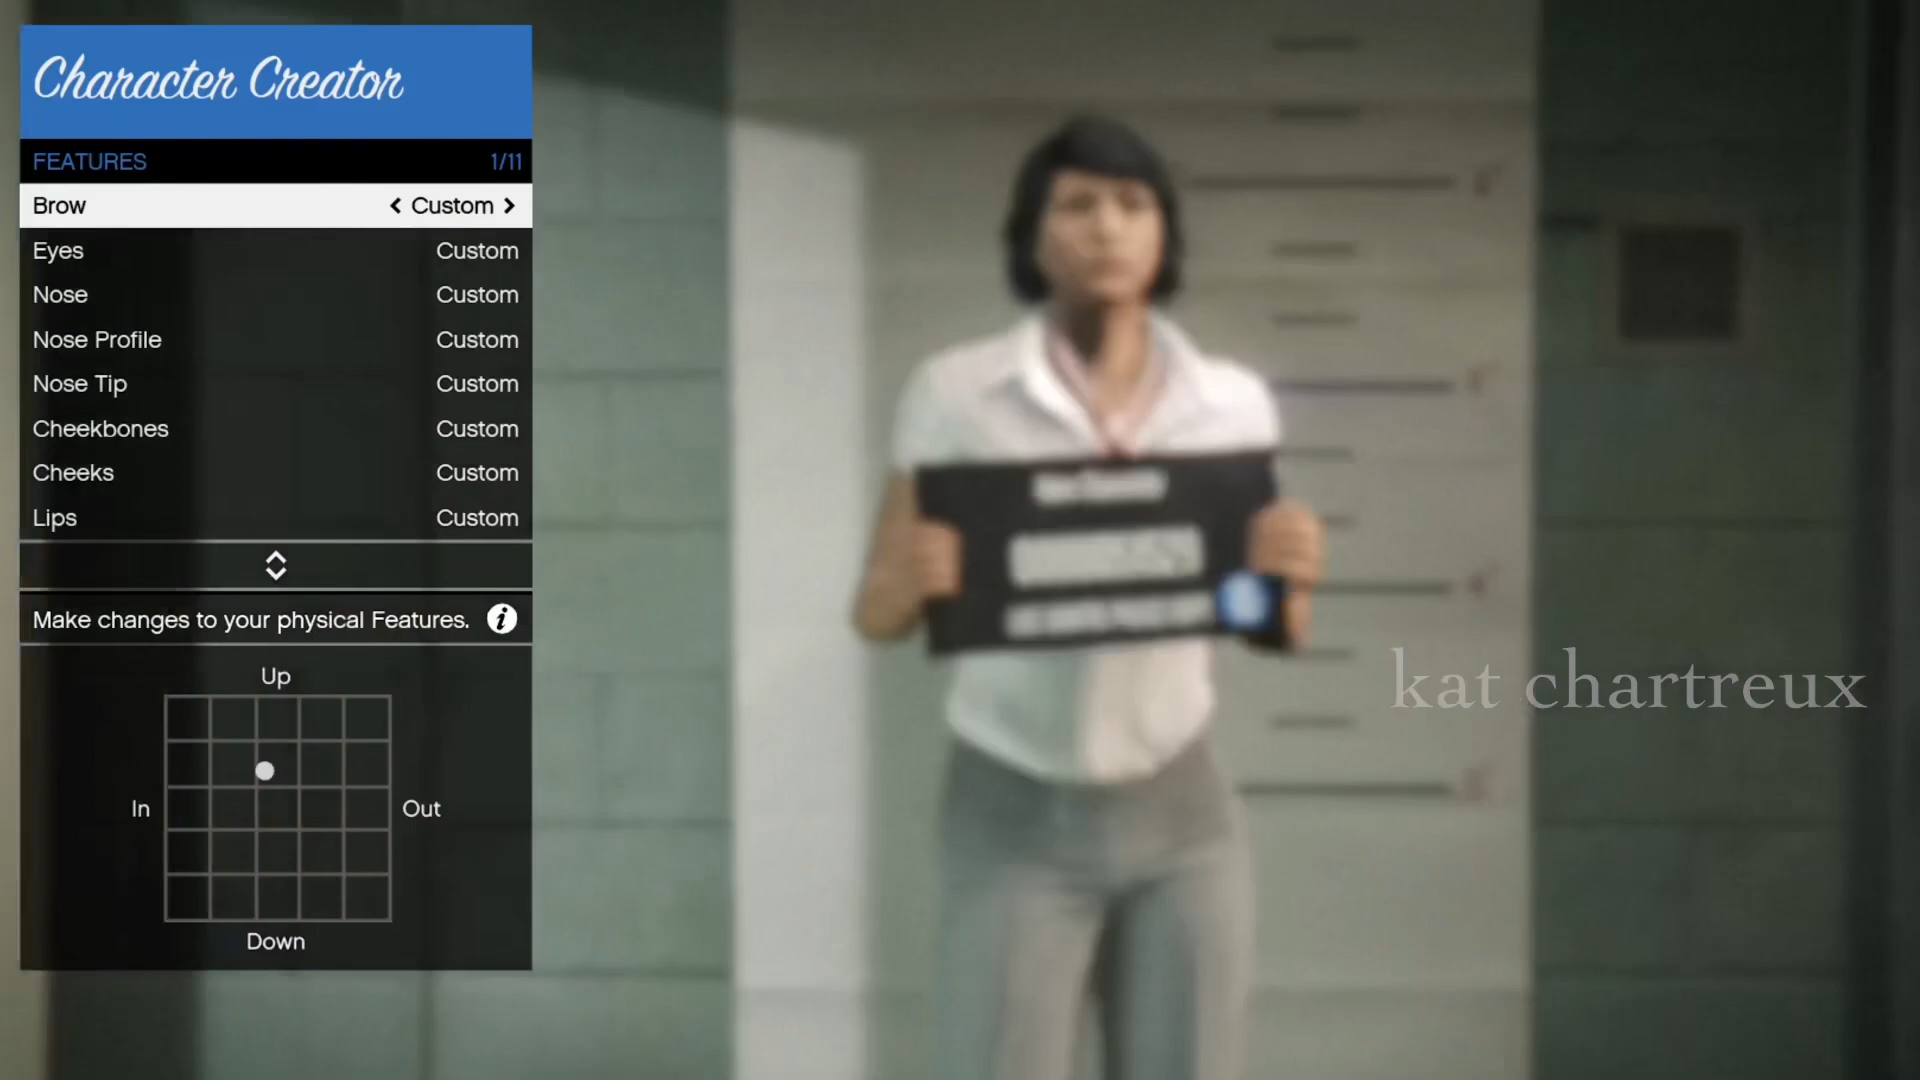 Character Creator
FEATURES 1/11
Brow < Custom >
Eyes Custom
Nose Custom
Nose Profile Custom
Nose Tip Custom
Cheekbones Custom
Cheeks Custom
Lips Custom
Make changes to your physical Features.
Up
In Out
Down
kat chartreux